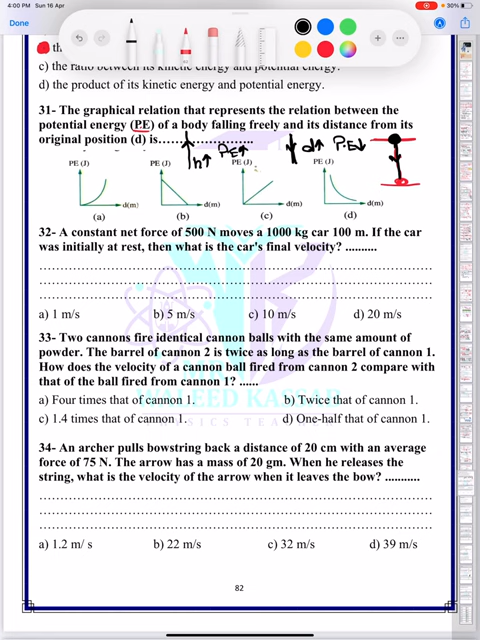 4:00 PM Sun 16 Apr
30%
Done
th
c) the ratio between its kinetic energy and potential energy.
d) the product of its kinetic energy and potential energy.
31- The graphical relation that represents the relation between the
potential energy (PE) of a body falling freely and its distance from its
original position (d) is
h↑ PE↑ d↑ PE↓
PE (J) PE (J) PE (J) PE (J)
d(m) d(m) d(m) d(m)
(a) (b) (c) (d)
32- A constant net force of 500 N moves a 1000 kg car 100 m. If the car
was initially at rest, then what is the car's final velocity? ..........
a) 1 m/s b) 5 m/s c) 10 m/s d) 20 m/s
33- Two cannons fire identical cannon balls with the same amount of
powder. The barrel of cannon 2 is twice as long as the barrel of cannon 1.
How does the velocity of a cannon ball fired from cannon 2 compare with
that of the ball fired from cannon 1? ......
a) Four times that of cannon 1. b) Twice that of cannon 1.
WALEED KASSAR
c) 1.4 times that of cannon 1. d) One-half that of cannon 1.
PHYSICS TEACHER
34- An archer pulls bowstring back a distance of 20 cm with an average
force of 75 N. The arrow has a mass of 20 gm. When he releases the
string, what is the velocity of the arrow when it leaves the bow? ...........
a) 1.2 m/ s b) 22 m/s c) 32 m/s d) 39 m/s
82